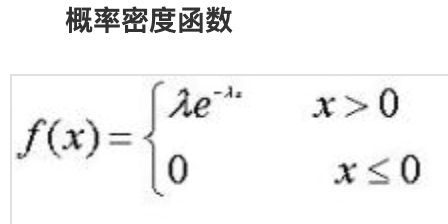 概率密度函数
f(x) = { λe^{-λx}  x > 0
0  x ≤ 0